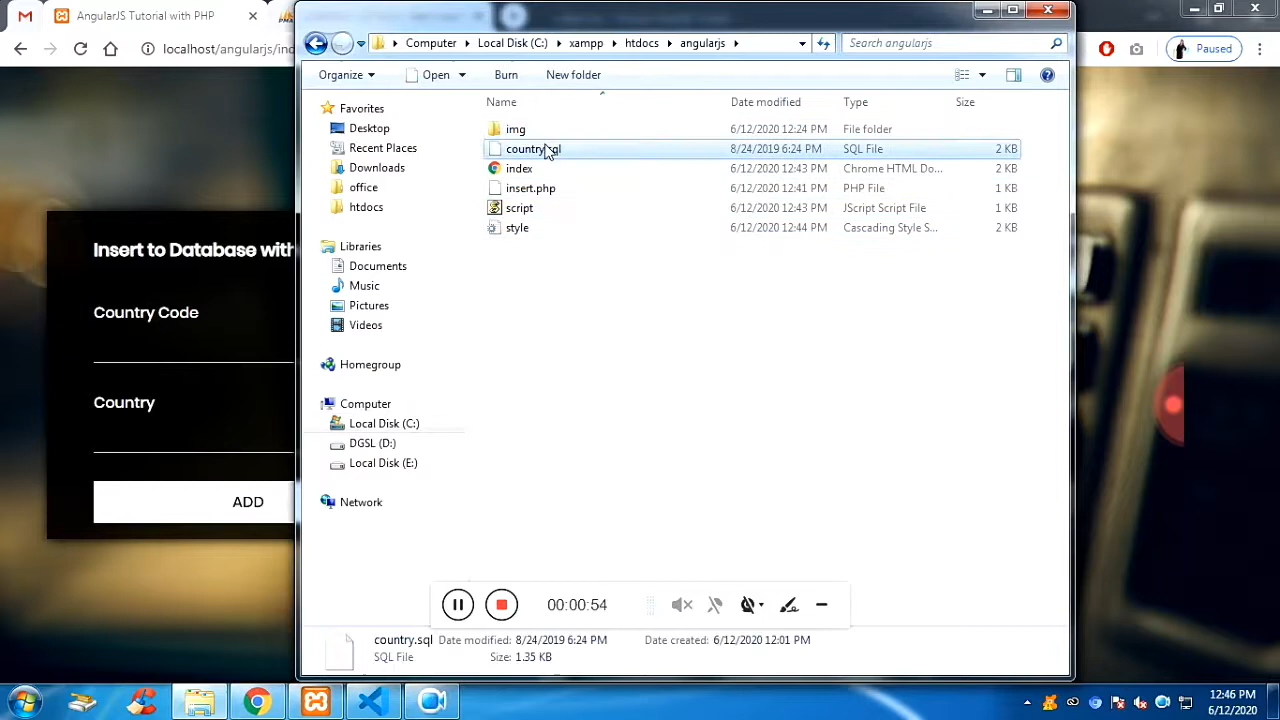 AngularJS Tutorial with PHP
localhost/angularjs/in
Paused
Computer
Local Disk (C:)
xampp
htdocs
angularjs
Search angularjs
Organize
Open
Burn
New folder
Name
Date modified
Type
Size
Favorites
Desktop
Recent Places
Downloads
office
htdocs
Libraries
Documents
Music
Pictures
Videos
Homegroup
Computer
Local Disk (C:)
DGSL (D:)
Local Disk (E:)
Network
img 6/12/2020 12:24 PM File folder
country.sql 8/24/2019 6:24 PM SQL File 2 KB
index 6/12/2020 12:43 PM Chrome HTML Do... 2 KB
insert.php 6/12/2020 12:41 PM PHP File 1 KB
script 6/12/2020 12:43 PM JScript Script File 1 KB
style 6/12/2020 12:44 PM Cascading Style S... 2 KB
Insert to Database with
Country Code
Country
ADD
00:00:54
country.sql Date modified: 8/24/2019 6:24 PM Date created: 6/12/2020 12:01 PM
SQL File Size: 1.35 KB
12:46 PM
6/12/2020